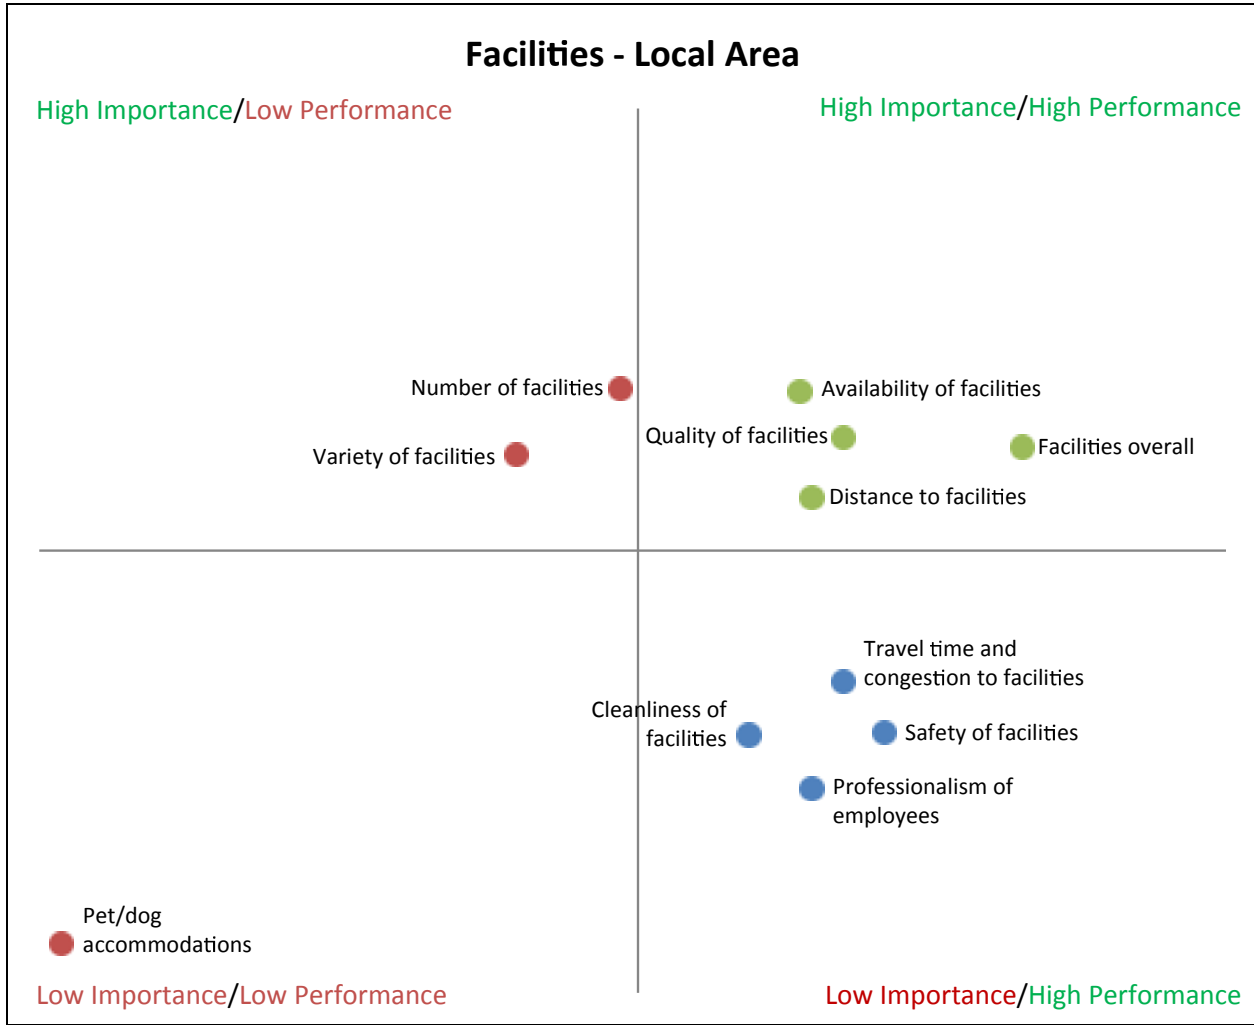 Facilities - Local Area
High Importance/Low Performance
High Importance/High Performance
Number of facilities
Availability of facilities
Quality of facilities
Facilities overall
Variety of facilities
Distance to facilities
Travel time and
congestion to facilities
Cleanliness of
facilities
Safety of facilities
Professionalism of
employees
Pet/dog
accommodations
Low Importance/Low Performance
Low Importance/High Performance